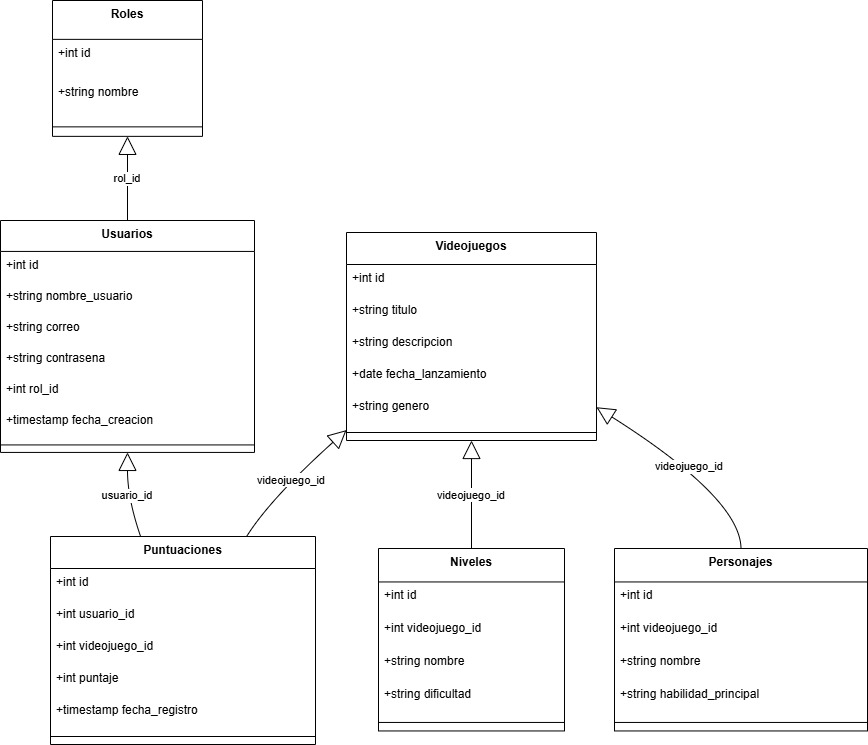 Roles
+int id
+string nombre
rol_id
Usuarios
+int id
+string nombre_usuario
+string correo
+string contrasena
+int rol_id
+timestamp fecha_creacion
Videojuegos
+int id
+string titulo
+string descripcion
+date fecha_lanzamiento
+string genero
usuario_id
videojuego_id
videojuego_id
videojuego_id
Puntuaciones
+int id
+int usuario_id
+int videojuego_id
+int puntaje
+timestamp fecha_registro
Niveles
+int id
+int videojuego_id
+string nombre
+string dificultad
Personajes
+int id
+int videojuego_id
+string nombre
+string habilidad_principal